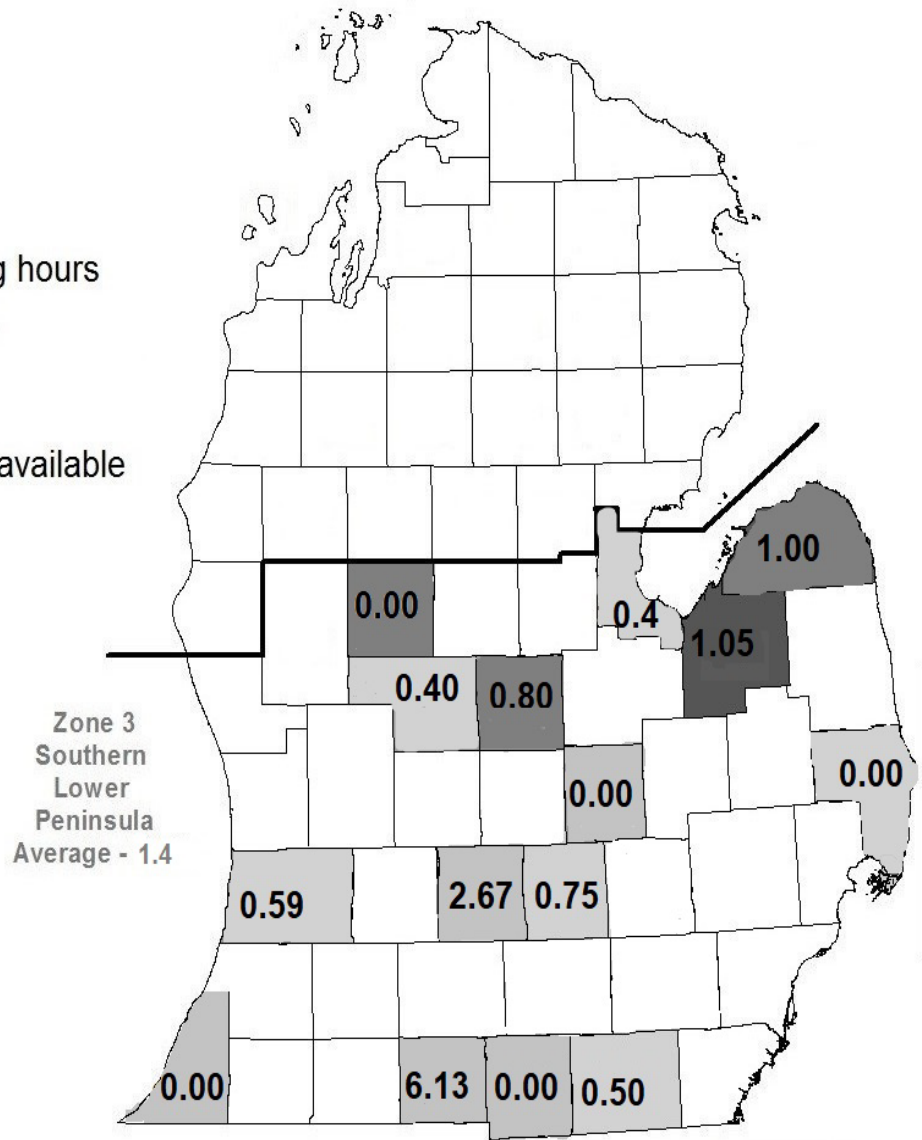 g hours
available
1.00
0.00
0.4
1.05
0.40
0.80
Zone 3
Southern
Lower
Peninsula
Average - 1.4
0.00
0.00
0.59
2.67
0.75
0.00
6.13
0.00
0.50